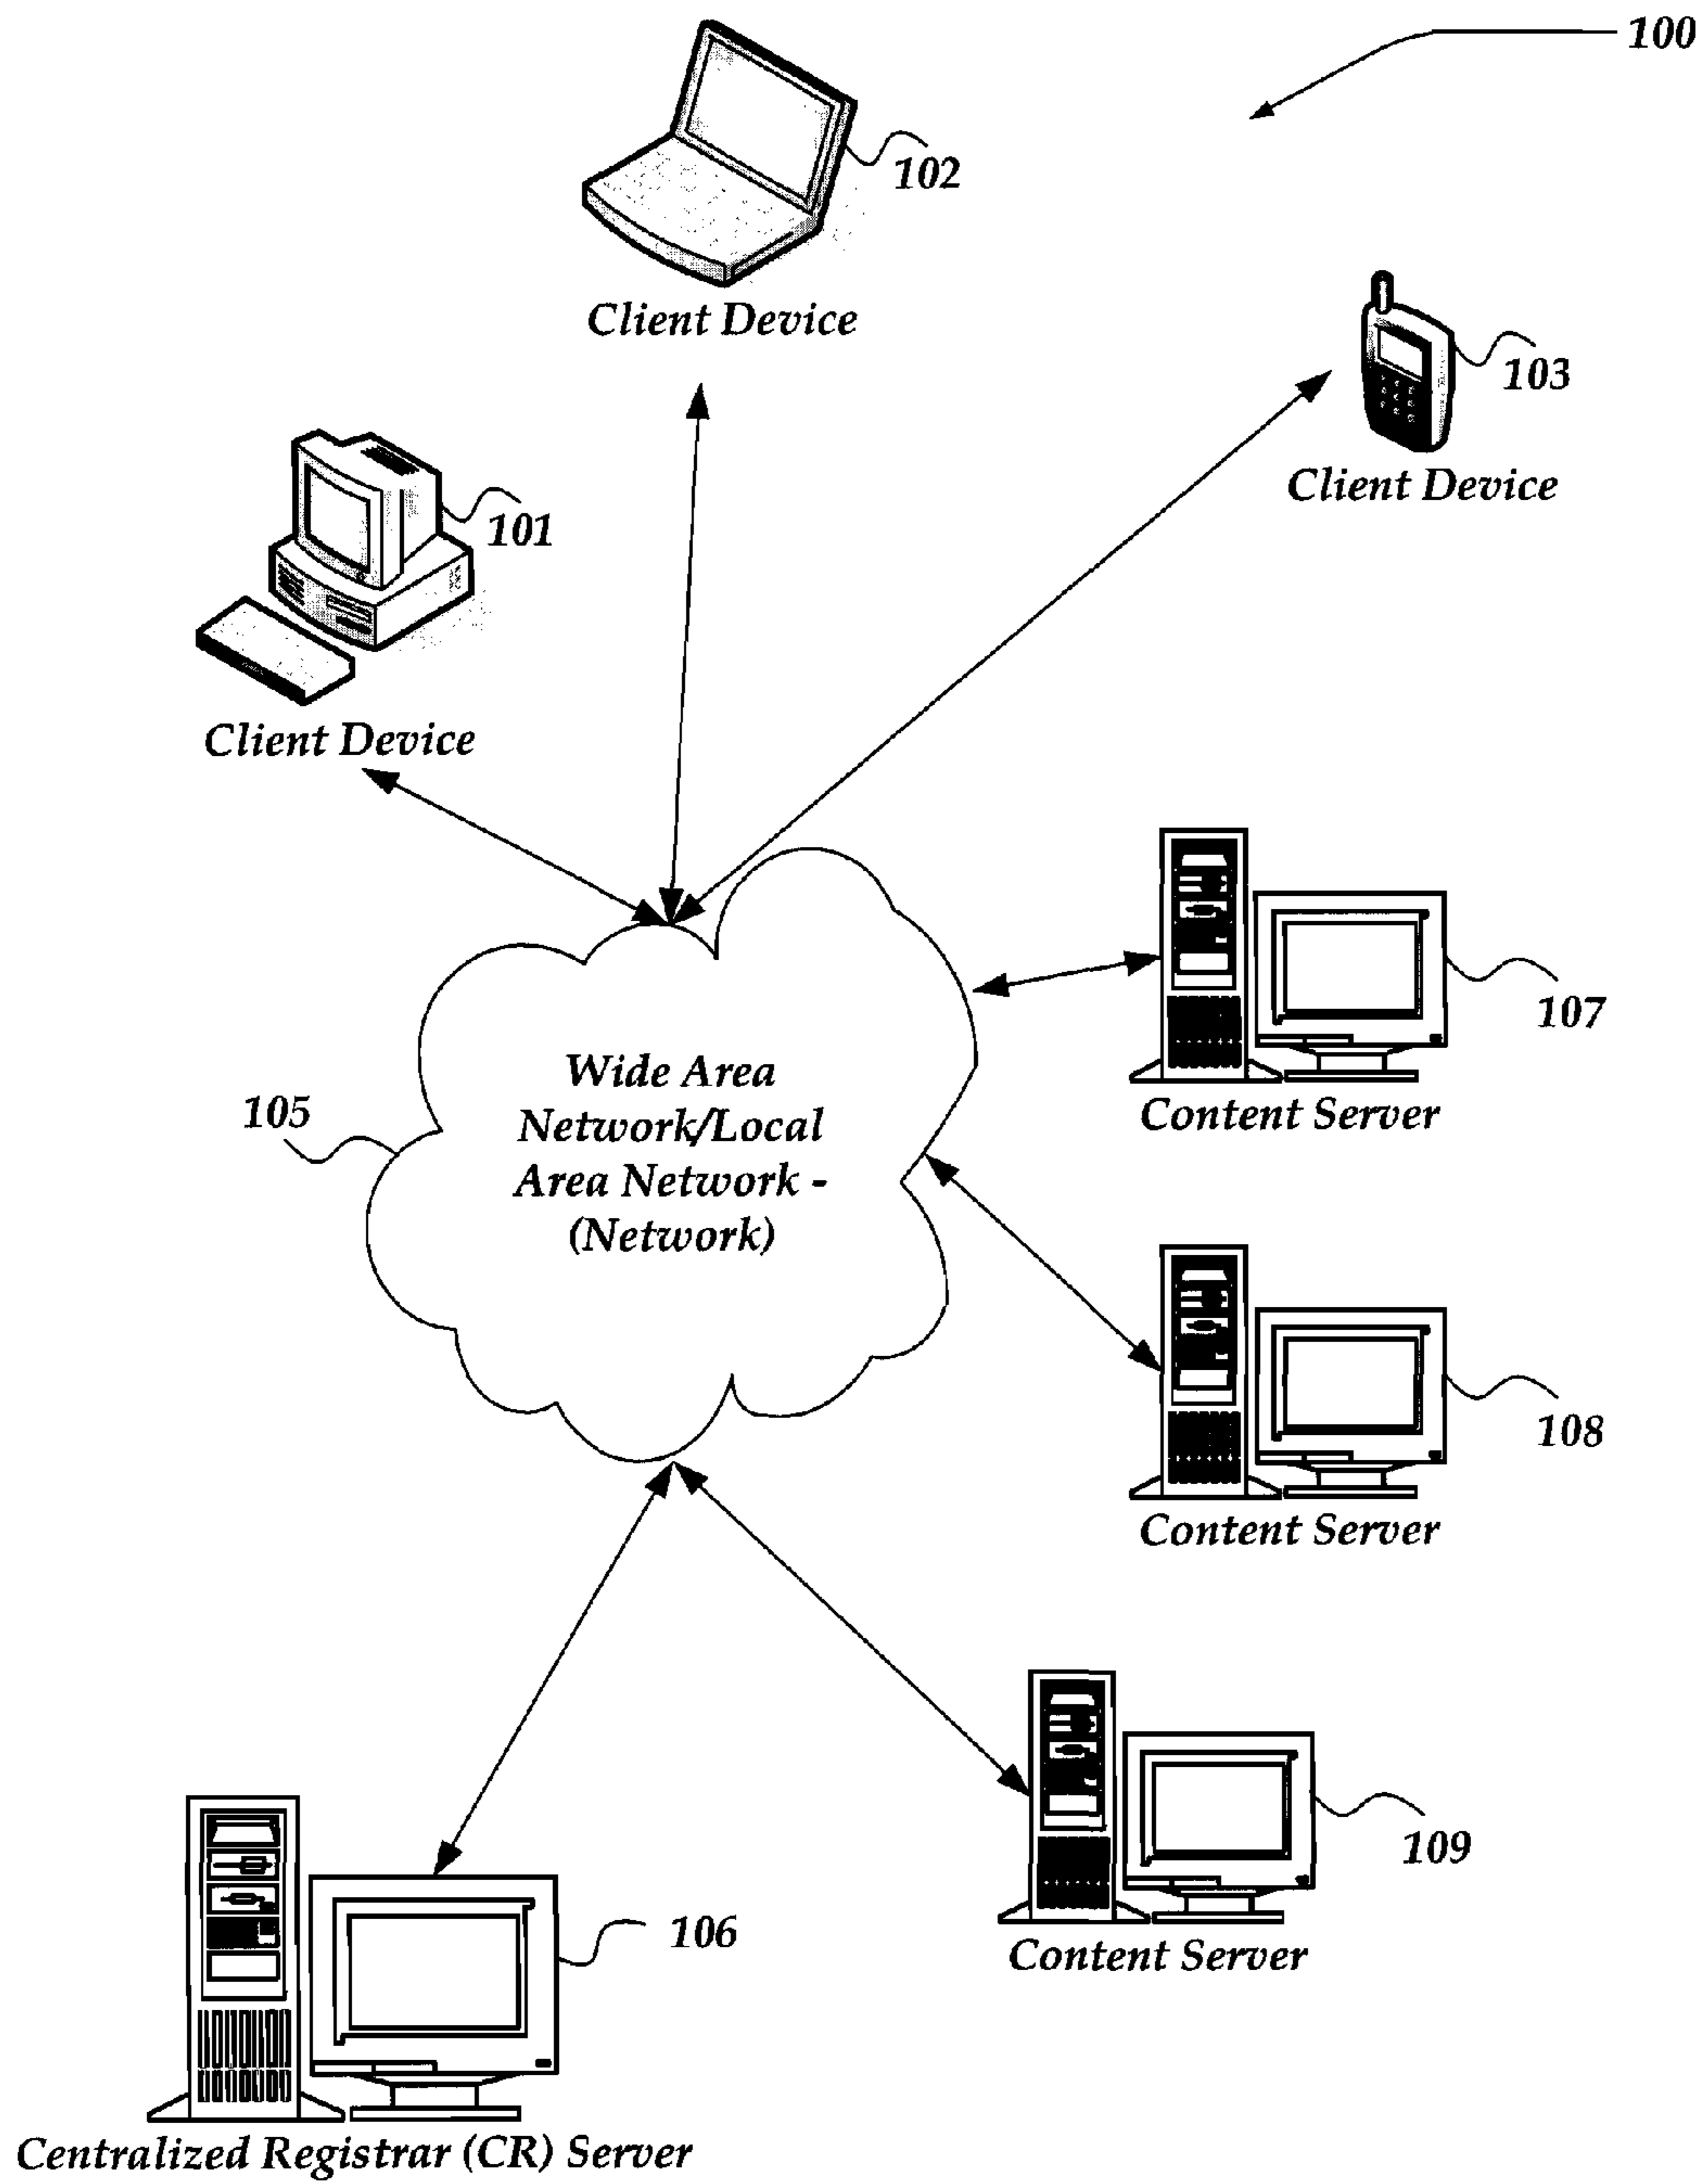 100
102
Client Device
103
Client Device
101
Client Device
107
Content Server
105
Wide Area
Network/Local
Area Network -
(Network)
108
Content Server
109
Content Server
106
Centralized Registrar (CR) Server